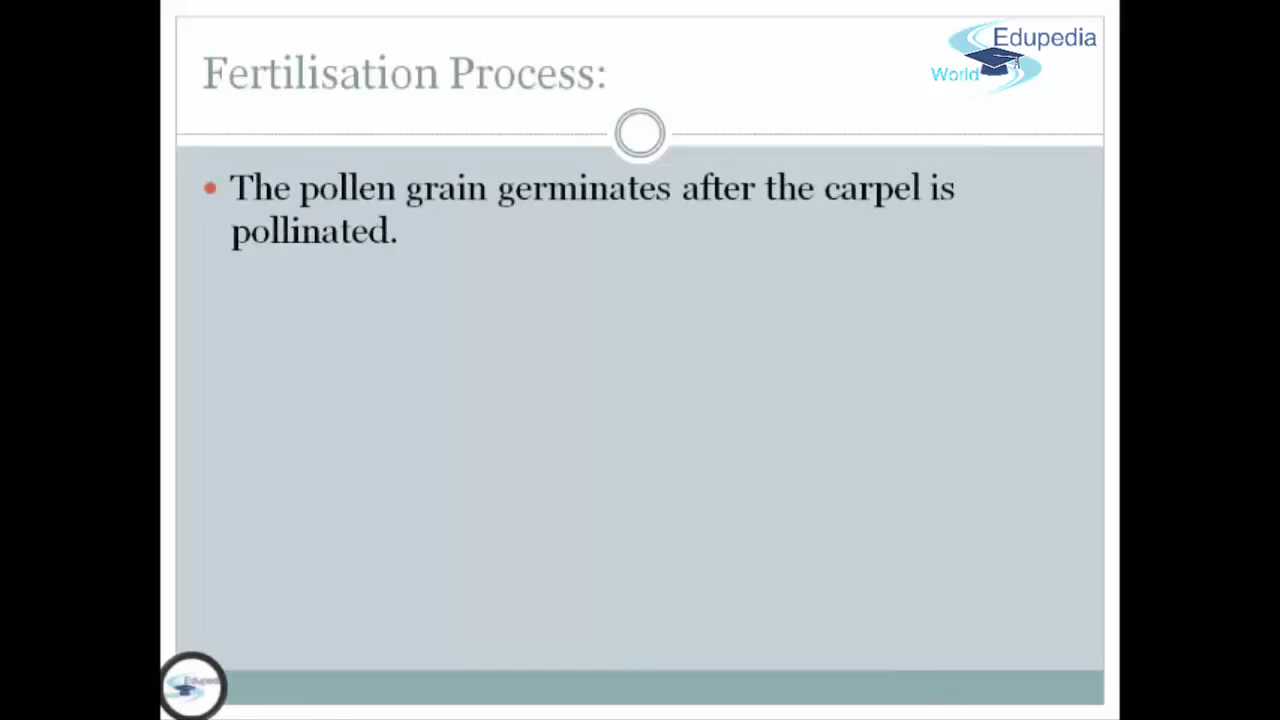 Edupedia
World
Fertilisation Process:
The pollen grain germinates after the carpel is
pollinated.